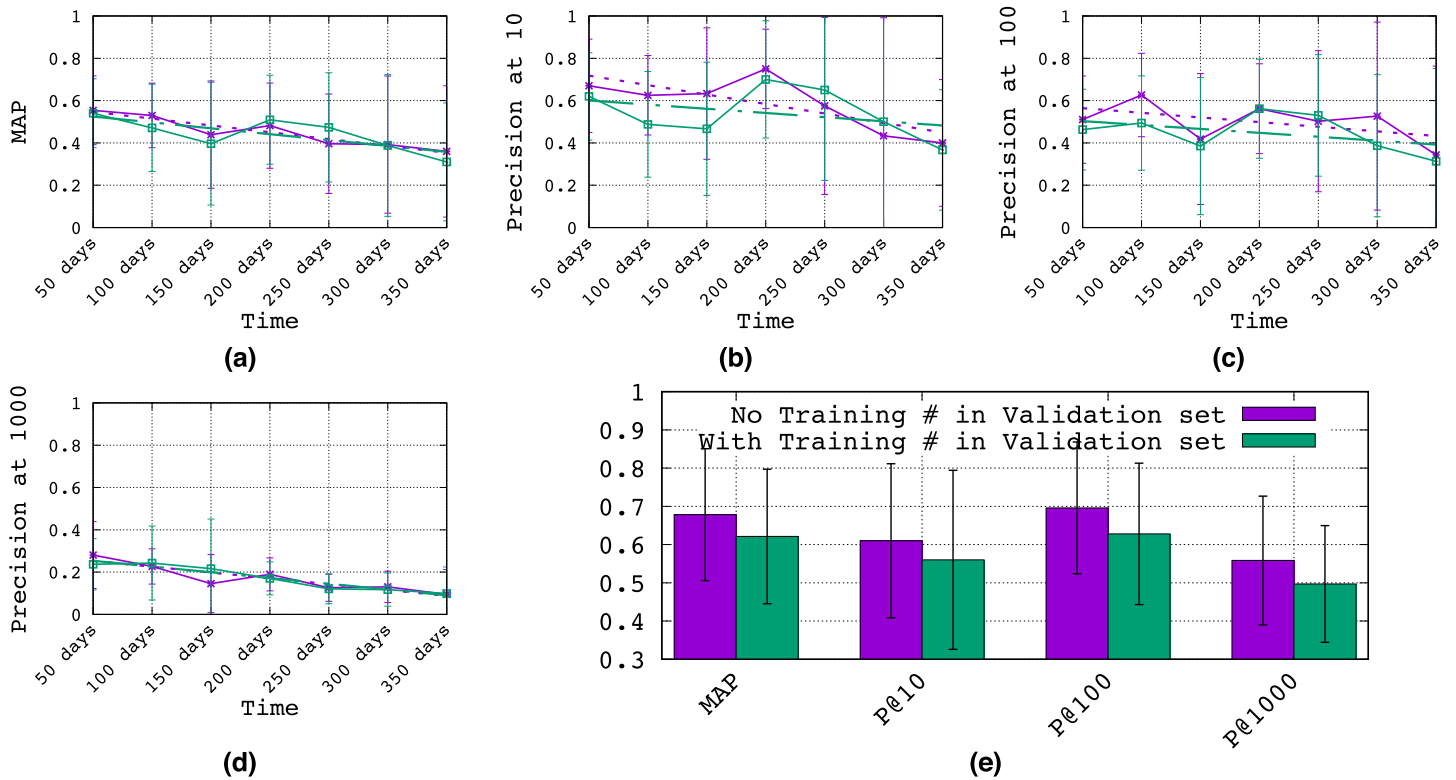 MAP
1
0.8
0.6
0.4
0.2
0
50 days
100 days
150 days
200 days
250 days
300 days
350 days
Time
(a)
Precision at 10
1
0.8
0.6
0.4
0.2
0
50 days
100 days
150 days
200 days
250 days
300 days
350 days
Time
(b)
Precision at 100
1
0.8
0.6
0.4
0.2
0
50 days
100 days
150 days
200 days
250 days
300 days
350 days
Time
(c)
Precision at 1000
1
0.8
0.6
0.4
0.2
0
50 days
100 days
150 days
200 days
250 days
300 days
350 days
Time
(d)
1
0.9
0.8
0.7
0.6
0.5
0.4
0.3
No Training # in Validation set
With Training # in Validation set
MAP
P@10
P@100
P@1000
(e)